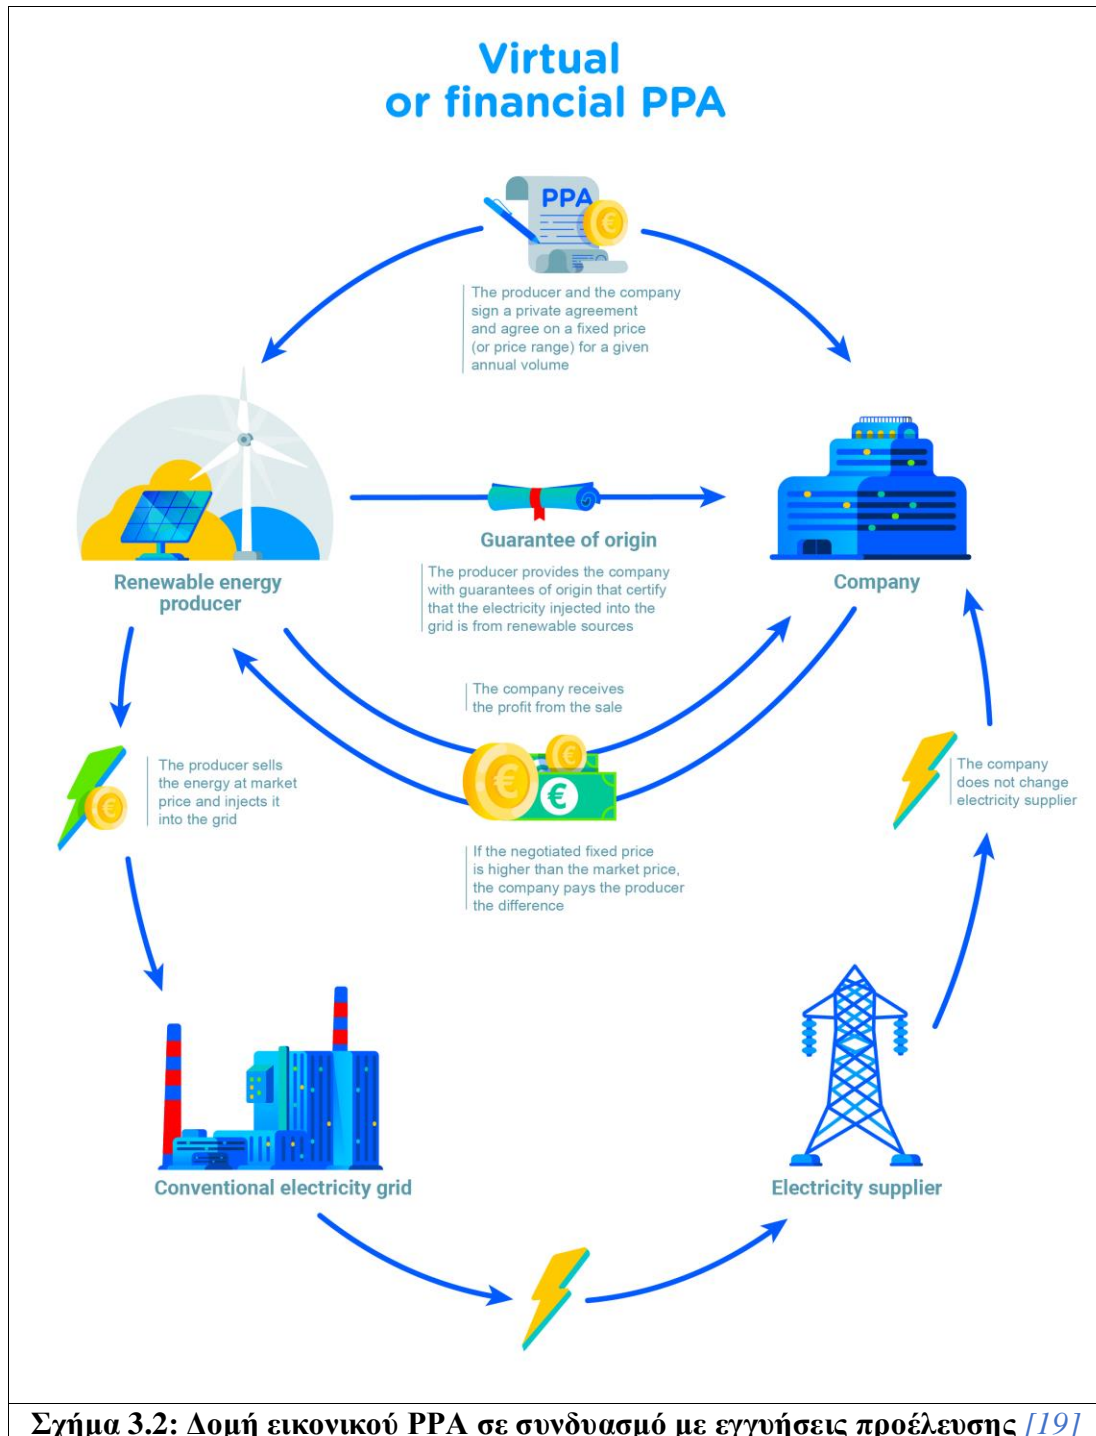 Virtual
or financial PPA
PPA
The producer and the company
sign a private agreement
and agree on a fixed price
(or price range) for a given
annual volume
Guarantee of origin
The producer provides the company
with guarantees of origin that certify
that the electricity injected into the
grid is from renewable sources
Renewable energy
producer
Company
The company receives
the profit from the sale
The producer sells
the energy at market
price and injects it
into the grid
€
€
€
The company
does not change
electricity supplier
If the negotiated fixed price
is higher than the market price,
the company pays the producer
the difference
Conventional electricity grid
Electricity supplier
Σχήμα 3.2: Δομή εικονικού PPA σε συνδυασμό με εγγυήσεις προέλευσης [19]